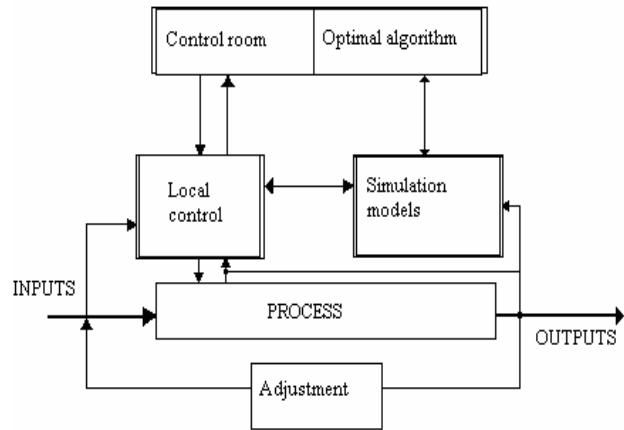 Control room
Optimal algorithm
Local
control
Simulation
models
INPUTS
PROCESS
OUTPUTS
Adjustment